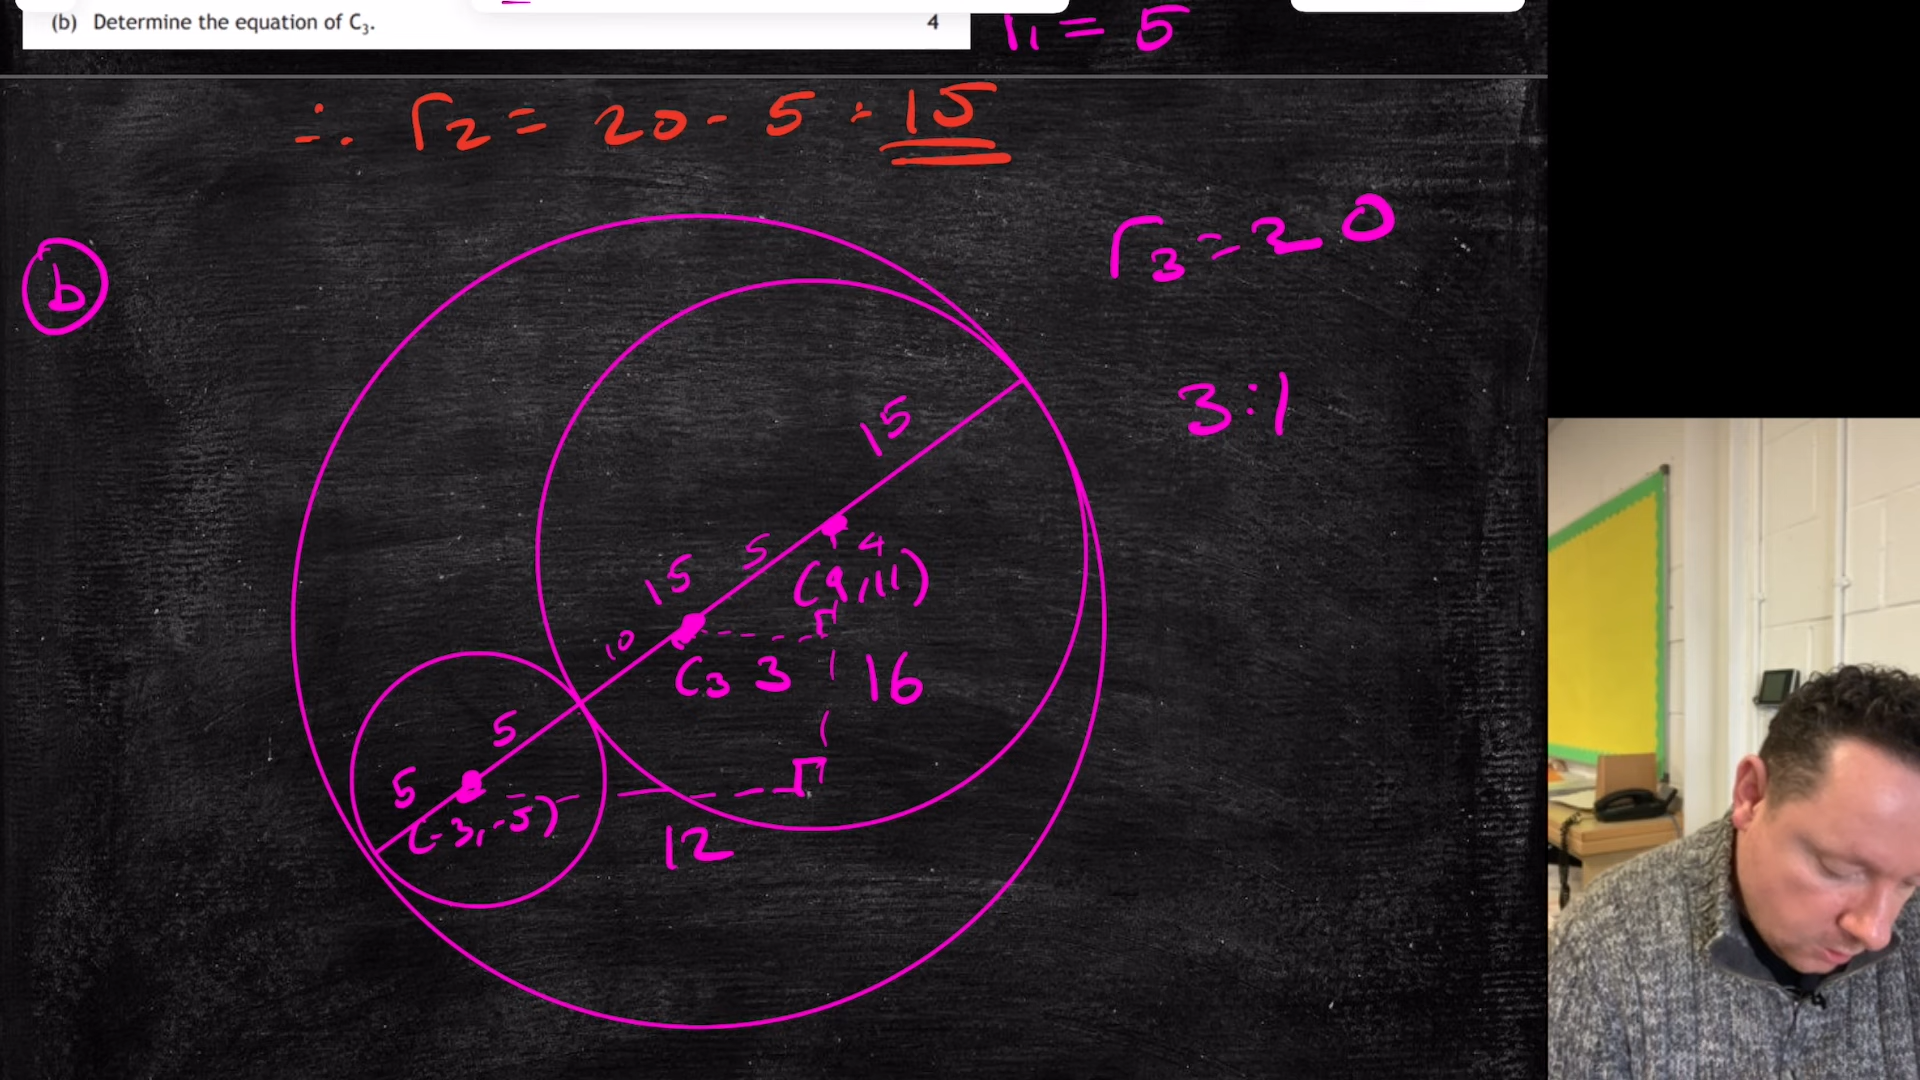 (b) Determine the equation of C₃. 4
r₁ = 5
∴ r₂ = 20 - 5 = 15
b
r₃ = 20
3:1
15
5
4
15
(9, 11)
10
C₃ 3
16
5
5
(-3, -5)
12